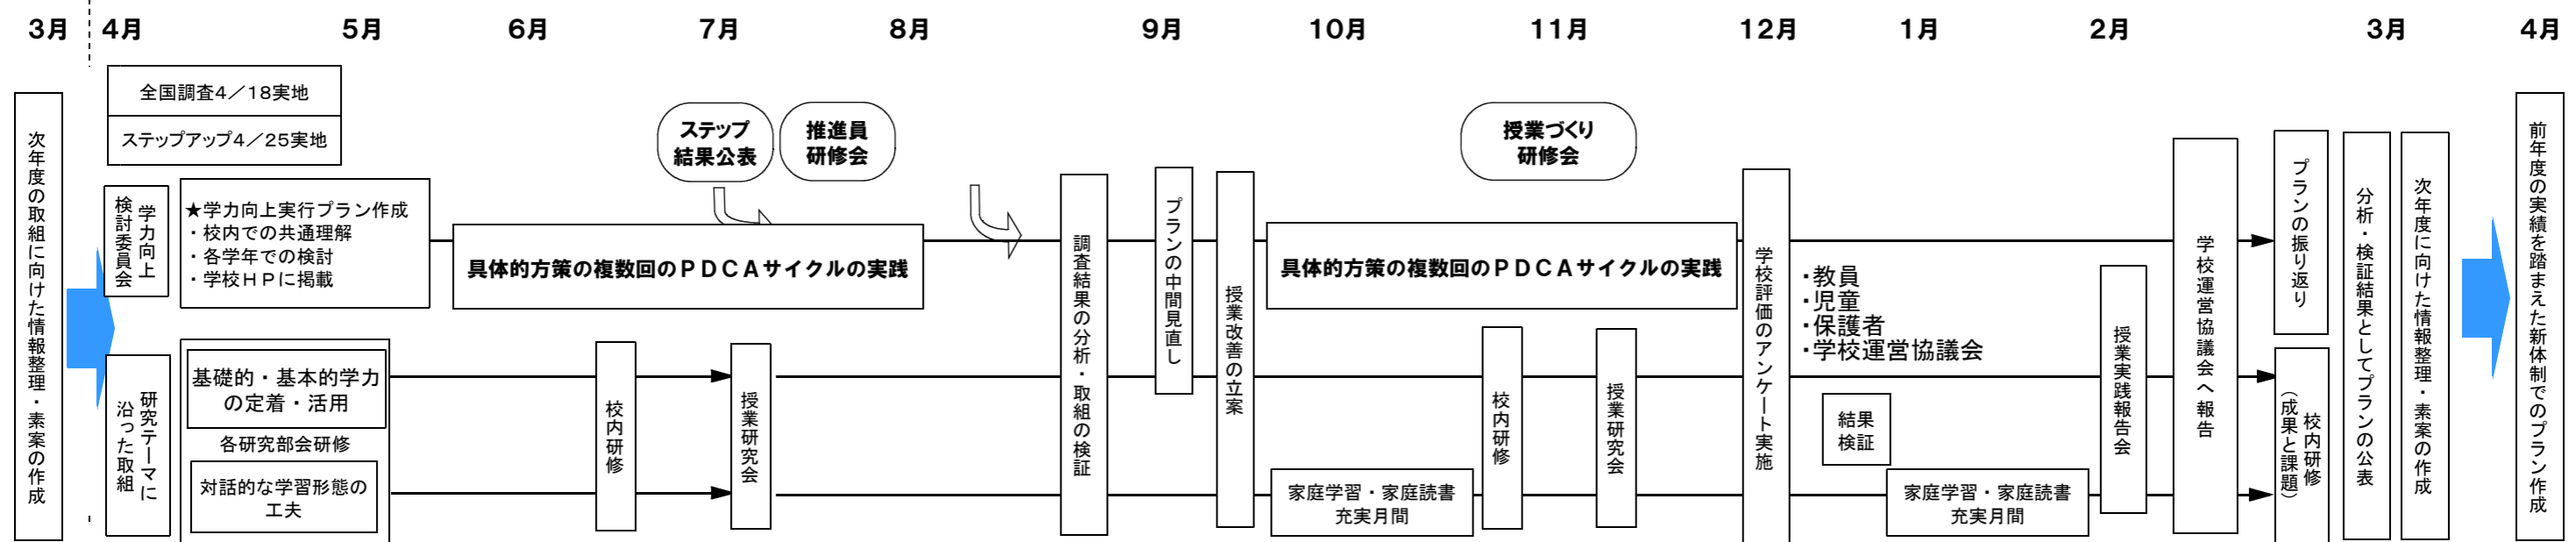 3月
4月
5月
6月
7月
8月
9月
10月
11月
12月
1月
2月
3月
4月
次年度の取組に向けた情報整理・素案の作成
全国調査4／18実地
ステップアップ4／25実地
学力向上
検討委員会
★学力向上実行プラン作成
・校内での共通理解
・各学年での検討
・学校ＨＰに掲載
研究テーマに
沿った取組
基礎的・基本的学力
の定着・活用
各研究部会研修
対話的な学習形態の
工夫
ステップ
結果公表
推進員
研修会
具体的方策の複数回のＰＤＣＡサイクルの実践
校内研修
授業研究会
調査結果の分析・取組の検証
プランの中間見直し
授業改善の立案
授業づくり
研修会
具体的方策の複数回のＰＤＣＡサイクルの実践
家庭学習・家庭読書
充実月間
校内研修
授業研究会
学校評価のアンケート実施
・教員
・児童
・保護者
・学校運営協議会
結果
検証
家庭学習・家庭読書
充実月間
授業実践報告会
学校運営協議会へ報告
プランの振り返り
校内研修
（成果と課題）
分析・検証結果としてプランの公表
次年度に向けた情報整理・素案の作成
前年度の実績を踏まえた新体制でのプラン作成